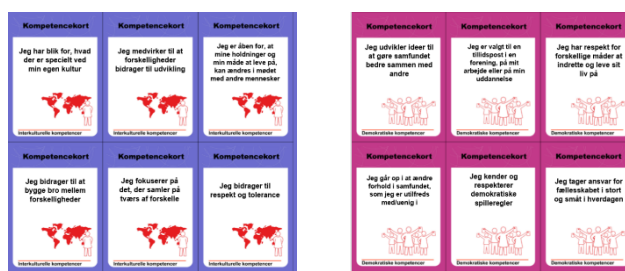 Kompetencekort
Jeg har blik for, hvad
der er specielt ved
min egen kultur
Interkulturelle kompetencer
Kompetencekort
Jeg medvirker til at
forskelligheder
bidrager til udvikling
Interkulturelle kompetencer
Kompetencekort
Jeg er åben for, at
mine holdninger og
min måde at leve på,
kan ændres i mødet
med andre mennesker
Interkulturelle kompetencer
Kompetencekort
Jeg udvikler ideer til
at gøre samfundet
bedre sammen med
andre
Demokratiske kompetencer
Kompetencekort
Jeg er valgt til en
tillidspost i en
forening, på mit
arbejde eller på min
uddannelse
Demokratiske kompetencer
Kompetencekort
Jeg har respekt for
forskellige måder at
indrette og leve sit
liv på
Demokratiske kompetencer
Kompetencekort
Jeg bidrager til at
bygge bro mellem
forskelligheder
Interkulturelle kompetencer
Kompetencekort
Jeg fokuserer på
det, der samler på
tværs af forskelle
Interkulturelle kompetencer
Kompetencekort
Jeg bidrager til
respekt og tolerance
Interkulturelle kompetencer
Kompetencekort
Jeg går op i at ændre
forhold i samfundet,
som jeg er utilfreds
med/uenig i
Demokratiske kompetencer
Kompetencekort
Jeg kender og
respekterer
demokratiske
spilleregler
Demokratiske kompetencer
Kompetencekort
Jeg tager ansvar for
fællesskabet i stort
og småt i hverdagen
Demokratiske kompetencer